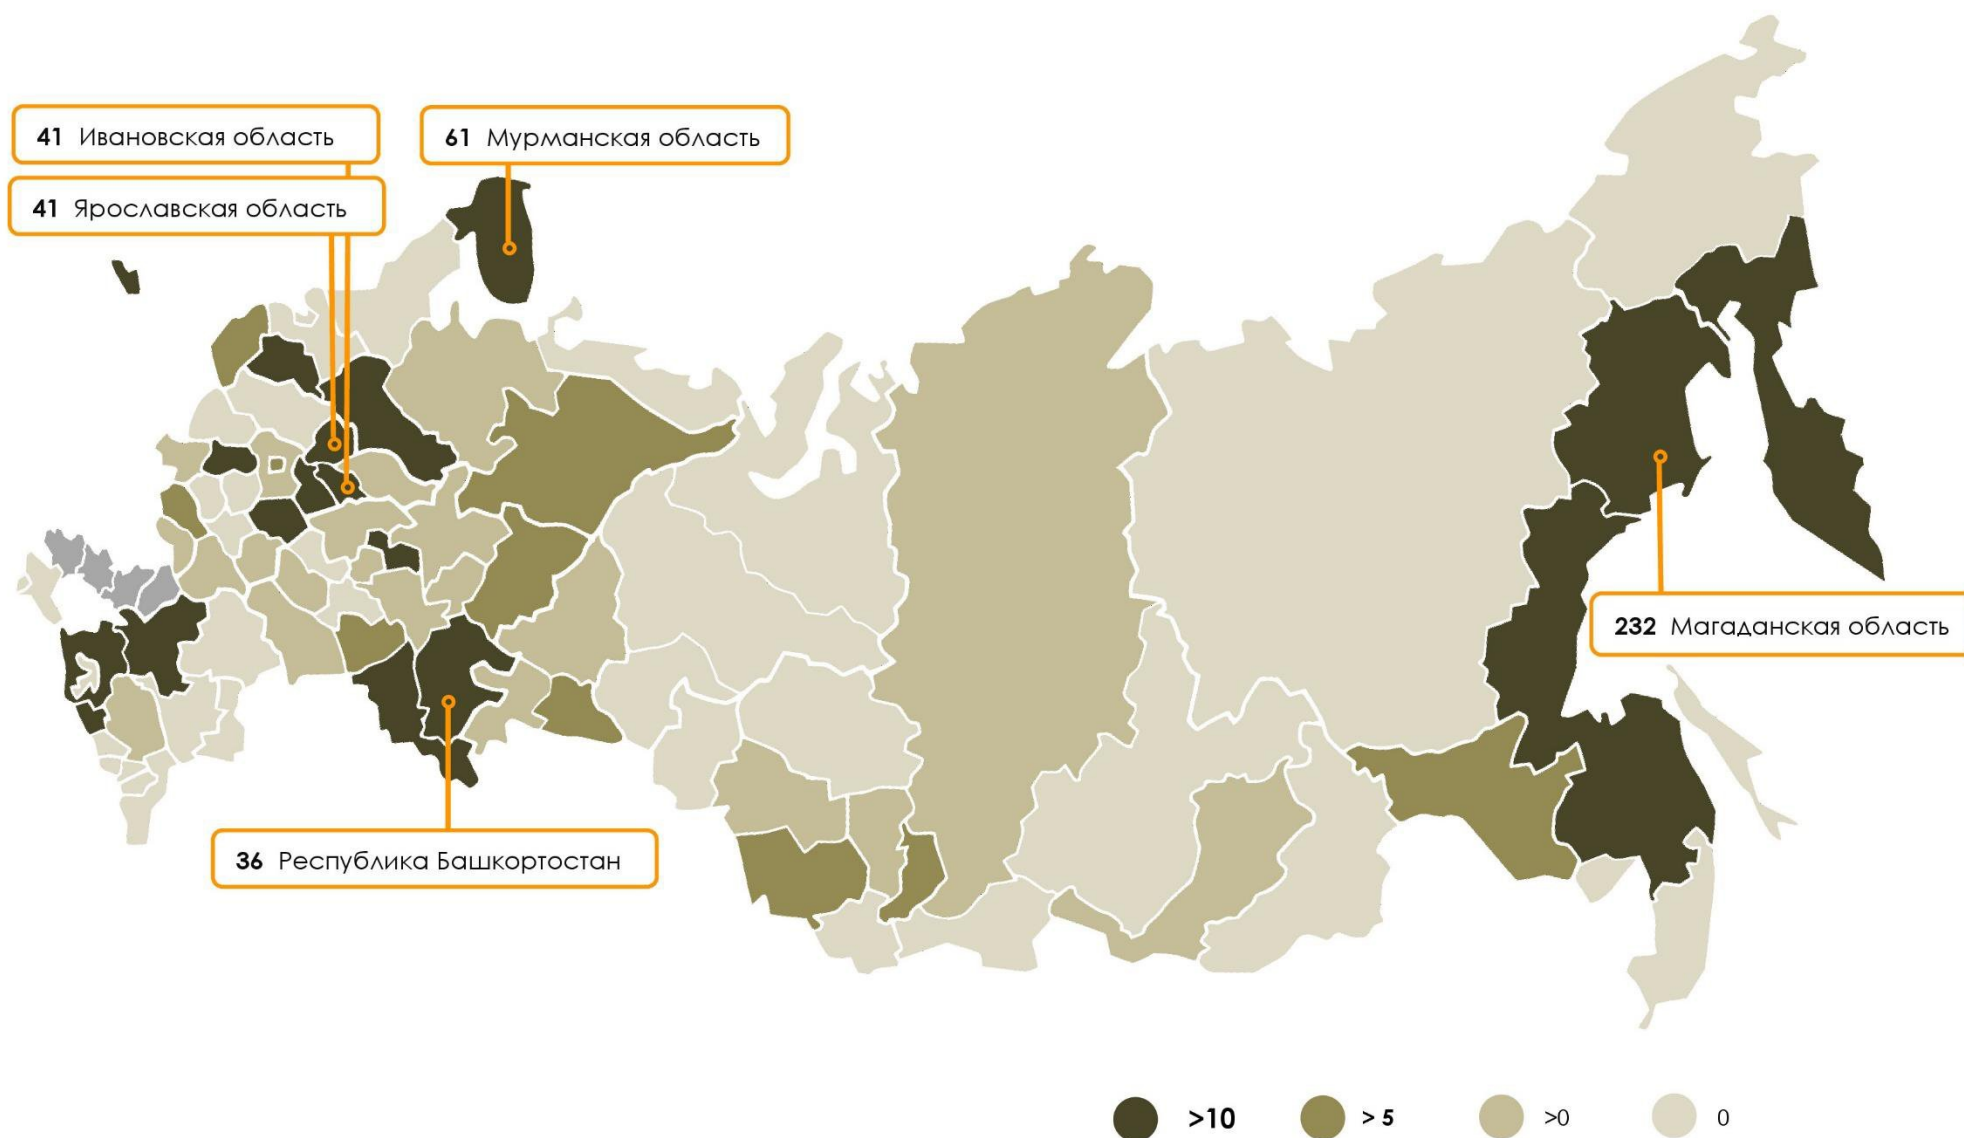 41 Ивановская область
61 Мурманская область
41 Ярославская область
232 Магаданская область
36 Республика Башкортостан
>10
> 5
>0
0